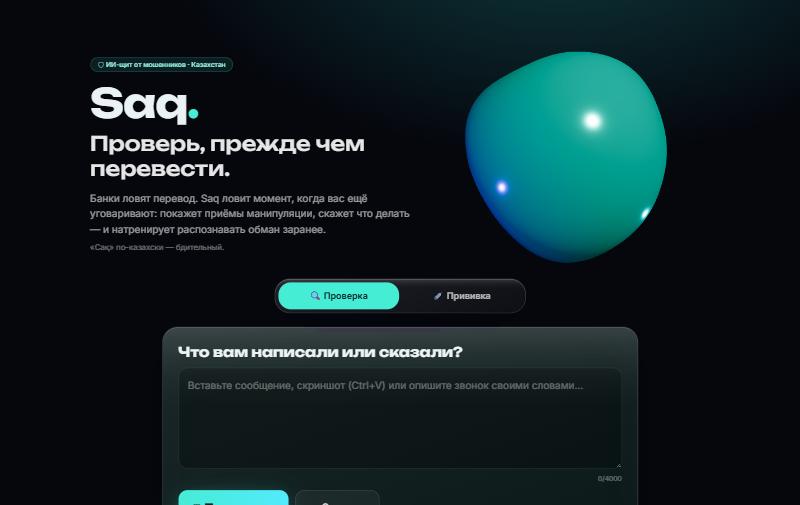 ИИ-щит от мошенников · Казахстан
Saq.
Проверь, прежде чем
перевести.
Банки ловят перевод. Saq ловит момент, когда вас ещё
уговаривают: покажет приёмы манипуляции, скажет что делать
— и натренирует распознавать обман заранее.
«Сақ» по-казахски — бдительный.
Проверка
Прививка
Что вам написали или сказали?
Вставьте сообщение, скриншот (Ctrl+V) или опишите звонок своими словами...
0/4000